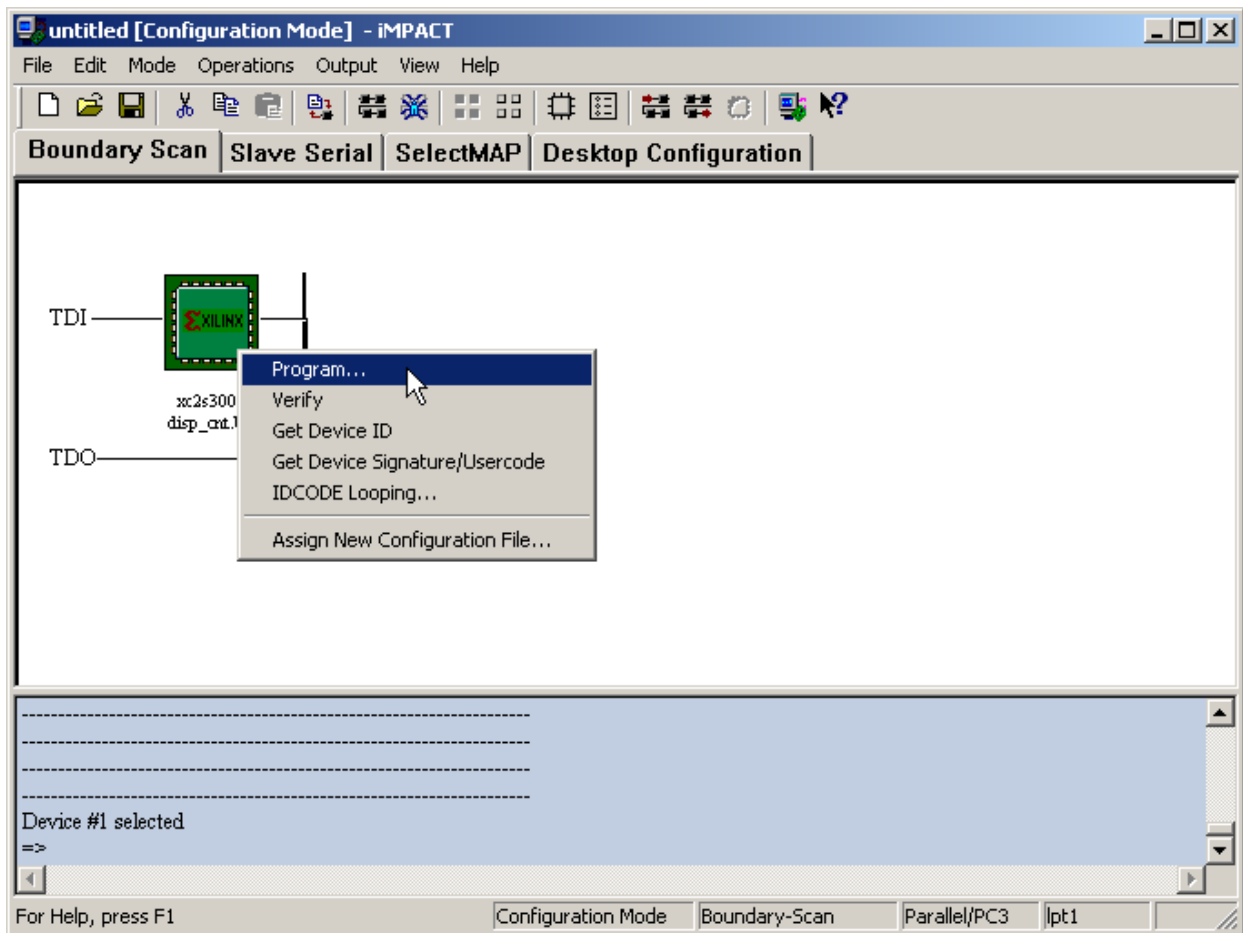 untitled [Configuration Mode] - iMPACT
File Edit Mode Operations Output View Help
Boundary Scan Slave Serial SelectMAP Desktop Configuration
TDI
XILINX
Program...
xc2s300
Verify
disp_cnt.
Get Device ID
TDO
Get Device Signature/Usercode
IDCODE Looping...
Assign New Configuration File...
--------------------------------------------------------------------
--------------------------------------------------------------------
--------------------------------------------------------------------
--------------------------------------------------------------------
Device #1 selected
=>
For Help, press F1 Configuration Mode Boundary-Scan Parallel/PC3 lpt1